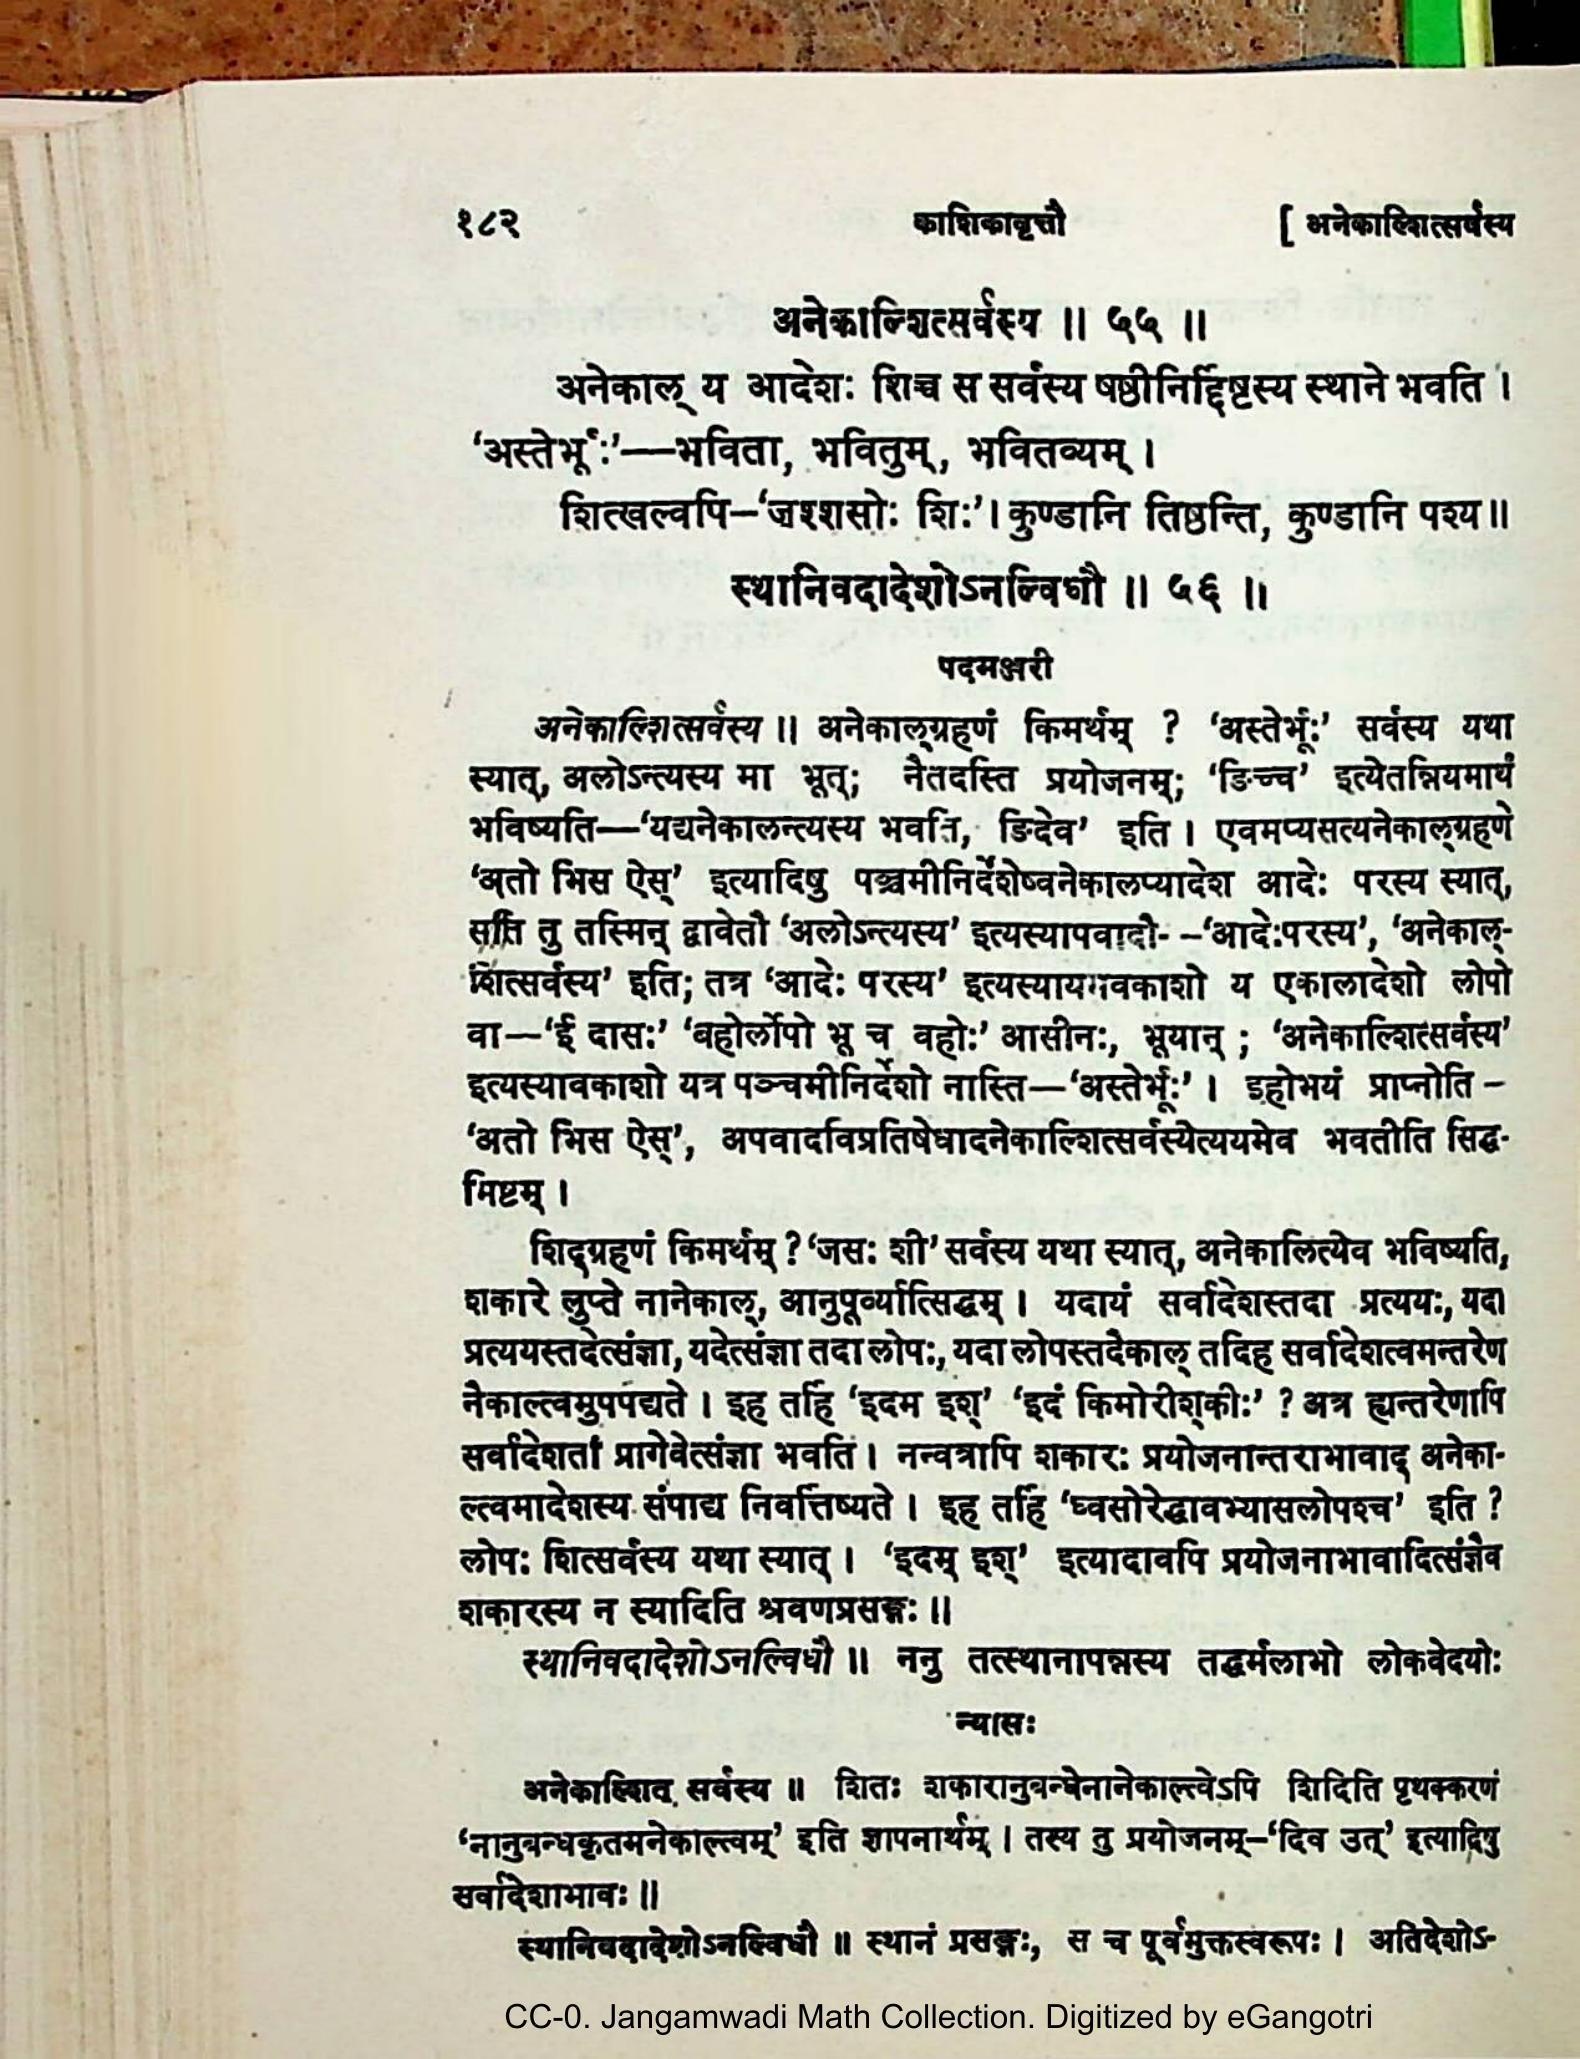 १८२ काशिकावृत्तौ [ अनेकाल्शित्सर्वस्य
अनेकाल्शित्सर्वस्य ॥ ५५ ॥
अनेकाल् य आदेशः शिच्च स सर्वस्य षष्ठीनिर्द्दिष्टस्य स्थाने भवति ।
‘अस्तेर्भूः’—भविता, भवितुम्, भवितव्यम् ।
शित्खल्वपि–‘जश्शसोः शिः’। कुण्डानि तिष्ठन्ति, कुण्डानि पश्य॥
स्थानिवदादेशोऽनल्विधौ ॥ ५६ ॥
पदमञ्जरी
अनेकाल्शित्सर्वस्य ॥ अनेकाल्ग्रहणं किमर्थम् ? ‘अस्तेर्भूः’ सर्वस्य यथा
स्यात्, अलोऽन्त्यस्य मा भूत्; नैतदस्ति प्रयोजनम्; ‘ङिच्च’ इत्येतन्नियमार्थं
भविष्यति—‘यद्यनेकालन्त्यस्य भवति, ङिदेव’ इति । एवमप्यसत्यनेकाल्ग्रहणे
‘अतो भिस ऐस्’ इत्यादिषु पञ्चमीनिर्देशेष्वनेकालप्यादेश आदेः परस्य स्यात्,
सति तु तस्मिन् द्वावेतौ ‘अलोऽन्त्यस्य’ इत्यस्यापवादौ- –‘आदेःपरस्य’, ‘अनेकाल्-
शित्सर्वस्य’ इति; तत्र ‘आदेः परस्य’ इत्यस्यायमवकाशो य एकालादेशो लोपो
वा—‘ई दासः’ ‘बहोर्लोपो भू च वहोः’ आसीनः, भूयान् ; ‘अनेकाल्शित्सर्वस्य’
इत्यस्यावकाशो यत्र पञ्चमीनिर्देशो नास्ति—‘अस्तेर्भूः’ । इहोभयं प्राप्नोति –
‘अतो भिस ऐस्’, अपवादविप्रतिषेधादनेकाल्शित्सर्वस्येत्ययमेव भवतीति सिद्ध-
मिष्टम् ।
शिद्ग्रहणं किमर्थम् ? ‘जसः शी’ सर्वस्य यथा स्यात्, अनेकालित्येव भविष्यति,
शकारे लुप्ते नानेकाल्, आनुपूर्व्यात्सिद्धम् । यदायं सर्वादेशस्तदा प्रत्ययः, यदा
प्रत्ययस्तदेत्संज्ञा, यदेत्संज्ञा तदा लोपः, यदा लोपस्तदैकाल् तदिह सर्वादेशत्वमन्तरेण
नैकाल्त्वमुपपद्यते । इह तर्हि ‘इदम इश्’ ‘इदं किमोरीश्कीः’ ? अत्र ह्यन्तरेणापि
सर्वादेशतां प्रागेवेत्संज्ञा भवति । नन्वत्रापि शकारः प्रयोजनान्तराभावाद् अनेका-
ल्त्वमादेशस्य संपाद्य निवर्त्तिष्यते । इह तर्हि ‘घ्वसोरेद्धावभ्यासलोपश्च’ इति ?
लोपः शित्सर्वस्य यथा स्यात् । ‘इदम् इश्’ इत्यादावपि प्रयोजनाभावादित्संज्ञैव
शकारस्य न स्यादिति श्रवणप्रसङ्गः ॥
स्थानिवदादेशोऽनल्विधौ ॥ ननु तत्स्थानापन्नस्य तद्धर्मलाभो लोकवेदयोः
न्यासः
अनेकाल्शित् सर्वस्य ॥ शितः शकारानुबन्धेनानेकाल्त्वेऽपि शिदिति पृथक्करणं
‘नानुबन्धकृतमनेकाल्त्वम्’ इति ज्ञापनार्थम् । तस्य तु प्रयोजनम्–‘दिव उत्’ इत्यादिषु
सर्वादेशाभावः ॥
स्थानिवदादेशोऽनल्विधौ ॥ स्थानं प्रसङ्गः, स च पूर्वमुक्तस्वरूपः । अतिदेशोऽ-
CC-0. Jangamwadi Math Collection. Digitized by eGangotri